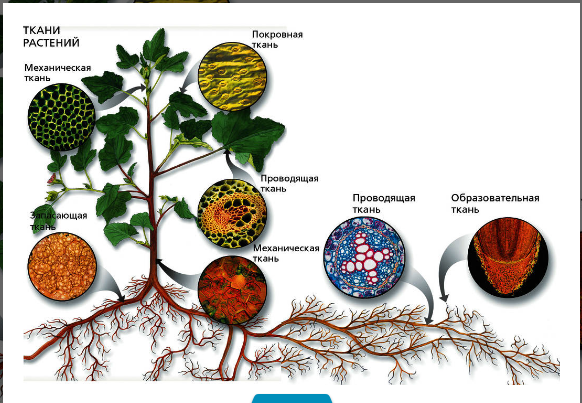 ТКАНИ
РАСТЕНИЙ
Покровная
ткань
Механическая
ткань
Проводящая
ткань
Запасающая
ткань
Механическая
ткань
Проводящая
ткань
Образовательная
ткань